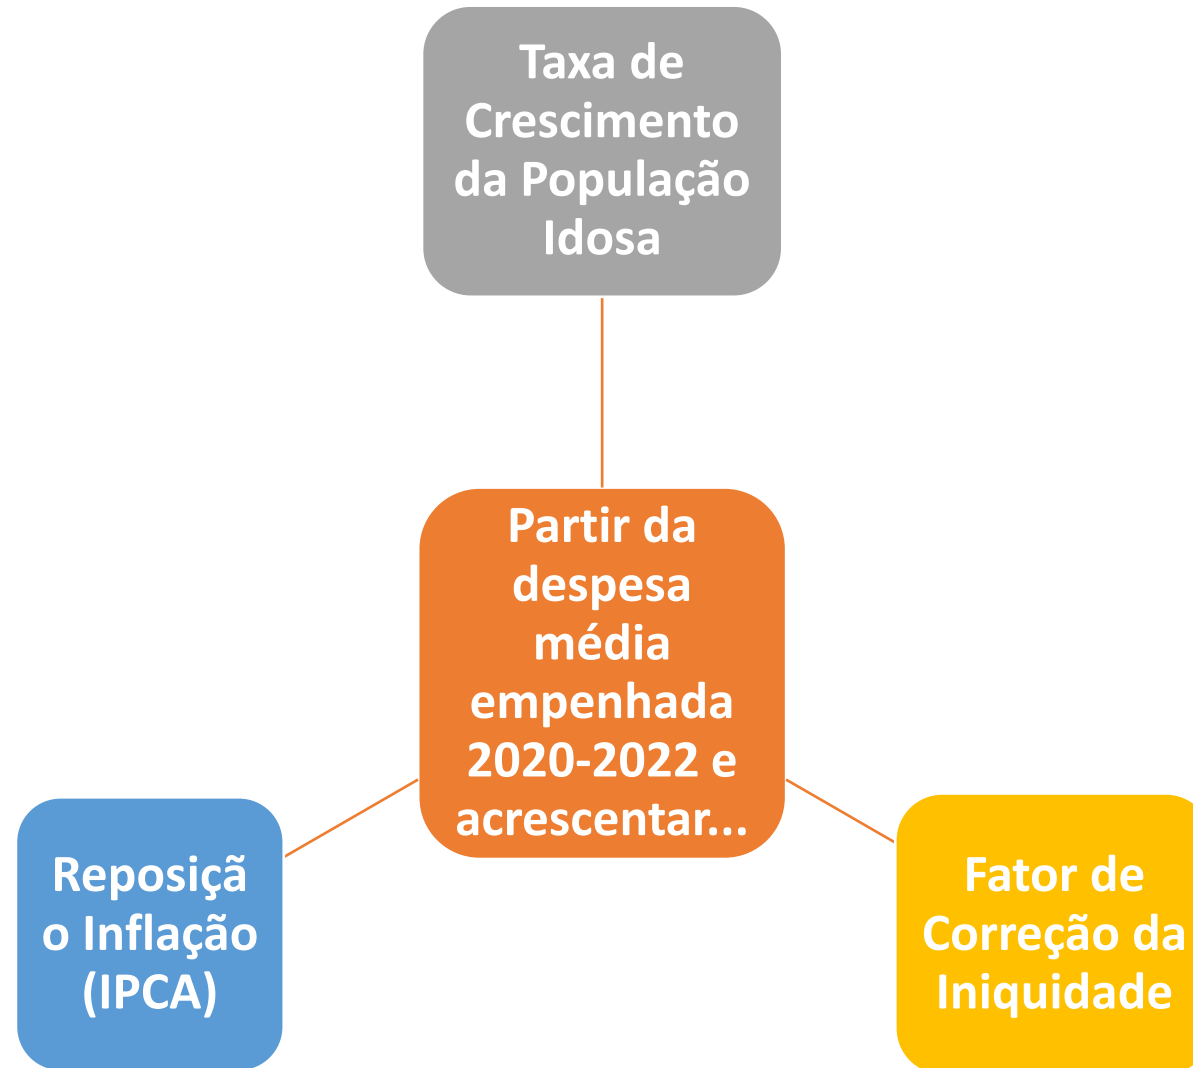 Taxa de
Crescimento
da População
Idosa
Partir da
despesa
média
empenhada
2020-2022 e
acrescentar...
Reposiçã
o Inflação
(IPCA)
Fator de
Correção da
Iniquidade